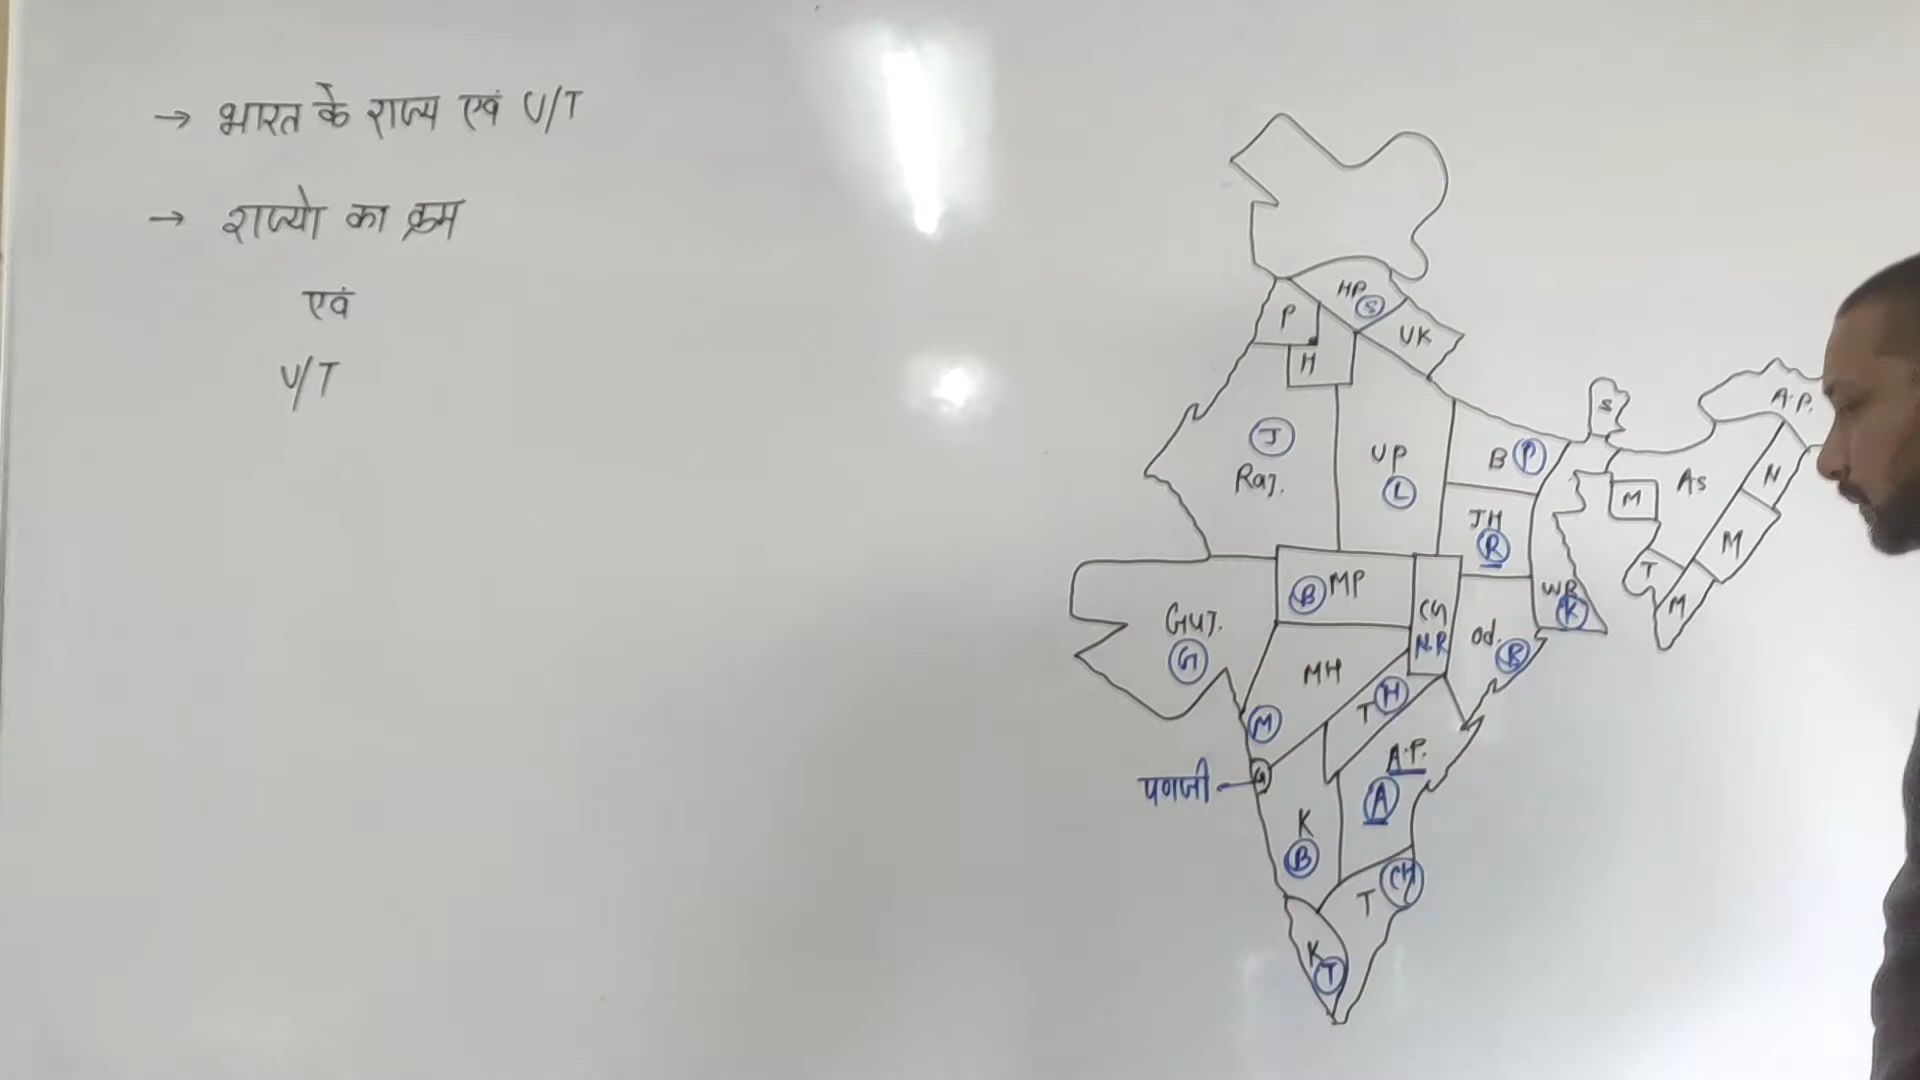 → भारत के राज्य एवं U/T
→ राज्यो का क्रम
एवं
U/T
HP S
P
UK
H
S
A.P.
J
Raj.
UP
L
B P
As
N
M
JH
R
M
T
M
B MP
WB
K
CG
N.R
Guj.
G
Od.
B
MH
T H
M
A.P.
A
पणजी
G
K
B
CH
T
K
T